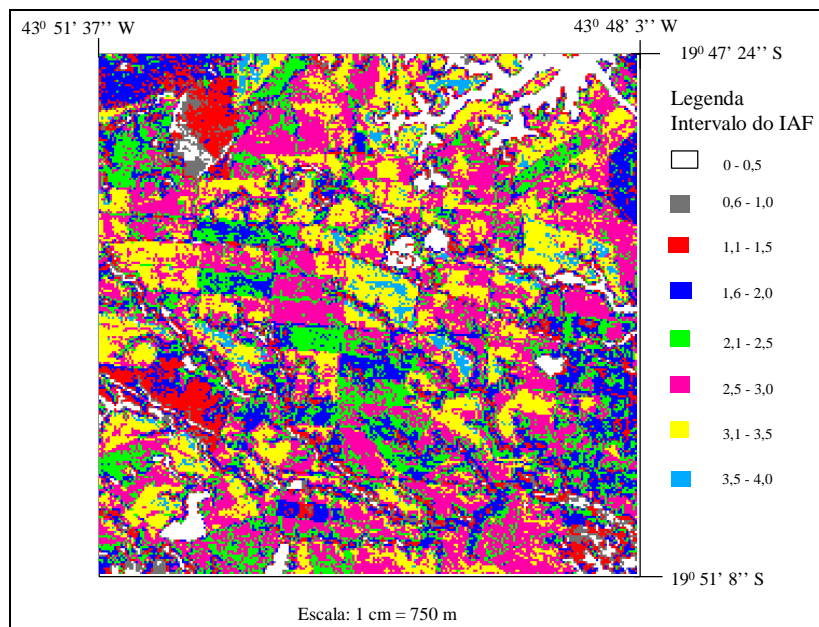 43⁰ 51’ 37’’ W
43⁰ 48’ 3’’ W
19⁰ 47’ 24’’ S
Legenda
Intervalo do IAF
0 - 0,5
0,6 - 1,0
1,1 - 1,5
1,6 - 2,0
2,1 - 2,5
2,5 - 3,0
3,1 - 3,5
3,5 - 4,0
19⁰ 51’ 8’’ S
Escala: 1 cm = 750 m